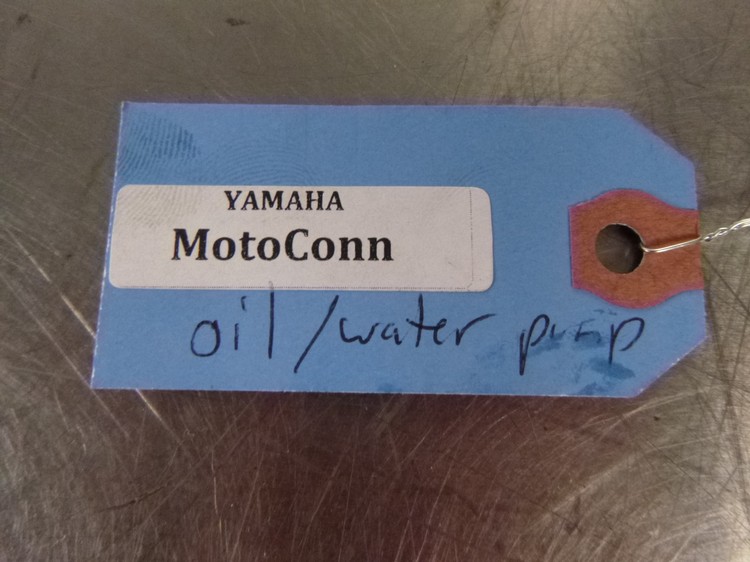 YAMAHA
MotoConn
oil/water pump